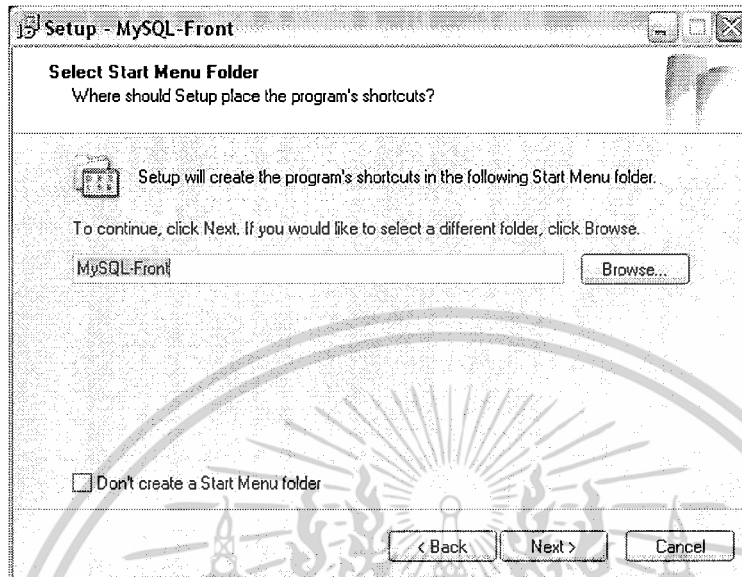 Setup - MySQL-Front
Select Start Menu Folder
Where should Setup place the program's shortcuts?
Setup will create the program's shortcuts in the following Start Menu folder.
To continue, click Next. If you would like to select a different folder, click Browse.
MySQL-Front
Browse...
Don't create a Start Menu folder
< Back
Next >
Cancel